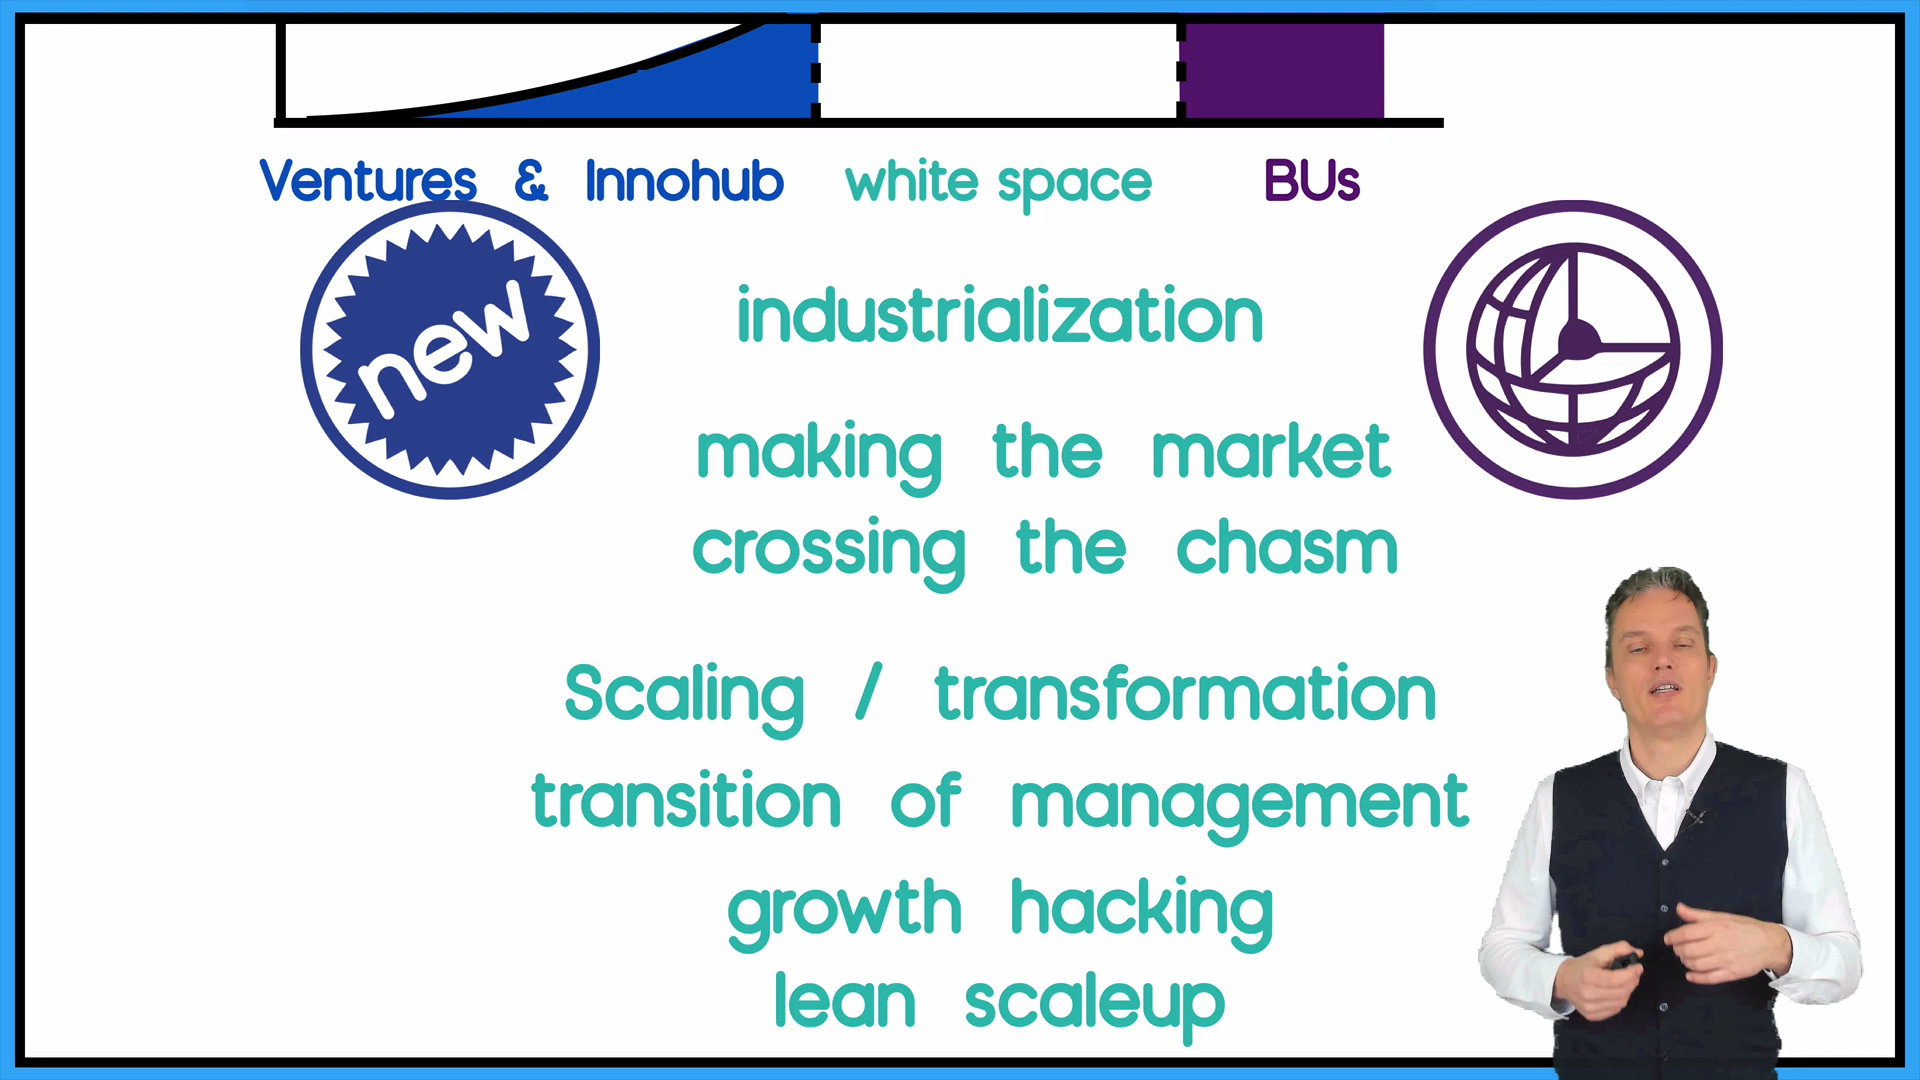 Ventures & Innohub white space BUs
new
industrialization
making the market
crossing the chasm
Scaling / transformation
transition of management
growth hacking
lean scaleup